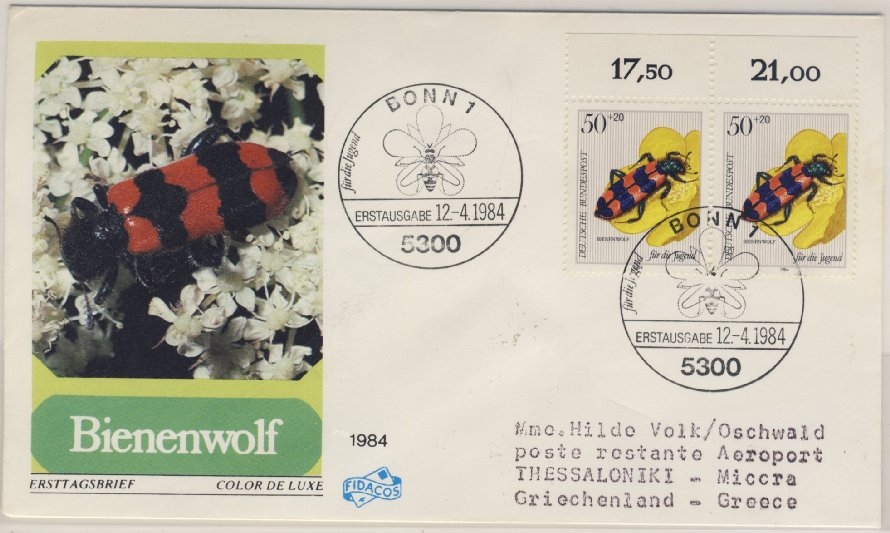 Bienenwolf
ERSTTAGSBRIEF COLOR DE LUXE
1984
FIDACOS
BONN 1
für die Jugend
ERSTAUSGABE 12.-4.1984
5300
17,50 21,00
50+20
DEUTSCHE BUNDESPOST
BIENENWOLF
für die Jugend
50+20
DEUTSCHE BUNDESPOST
BIENENWOLF
für die Jugend
BONN 1
für die Jugend
ERSTAUSGABE 12.-4.1984
5300
Mme.Hilde Volk/Oschwald
poste restante Aeroport
THESSALONIKI - Miccra
Griechenland - Greece